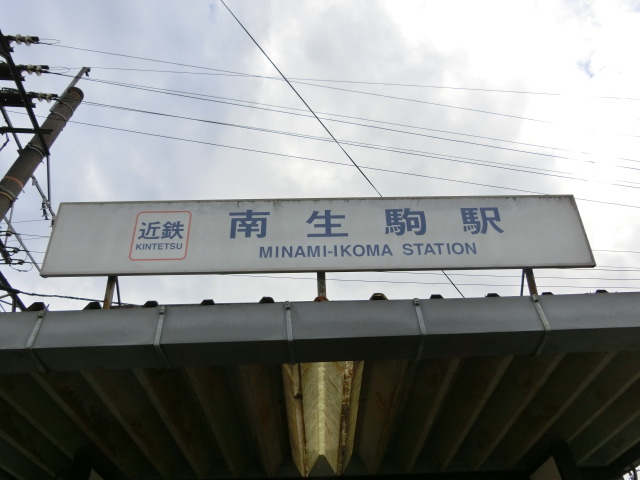 近鉄
KINTETSU
南生駒駅
MINAMI-IKOMA STATION